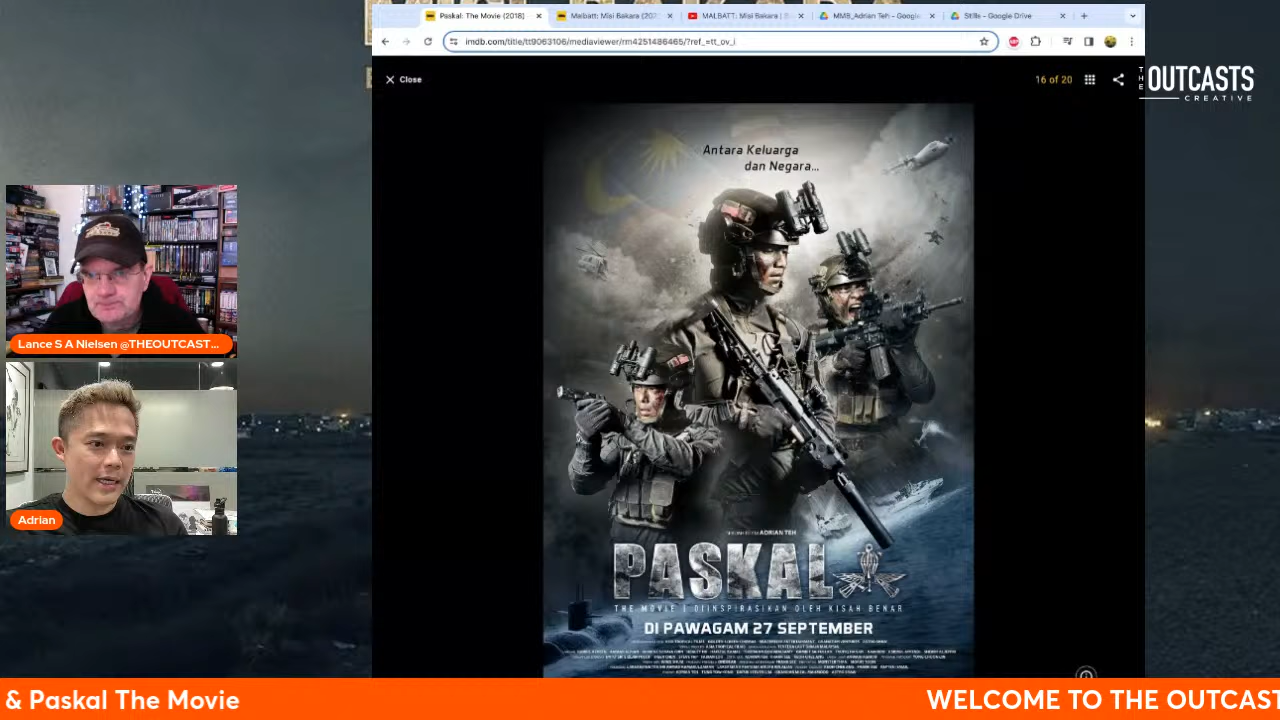 Paskal: The Movie (2018)
Malbatt: Misi Bakara (202
MALBATT: Misi Bakara |
MMB_Adrian Teh - Google
Stills - Google Drive
imdb.com/title/tt9063106/mediaviewer/rm4251486465/?ref_=tt_ov_i
Close
16 of 20
THE OUTCASTS
CREATIVE
Antara Keluarga
dan Negara...
Lance S A Nielsen @THEOUTCAST...
Adrian
ADRIAN TEH
PASKAL
THE MOVIE | DIINSPIRASIKAN OLEH KISAH BENAR
DI PAWAGAM 27 SEPTEMBER
& Paskal The Movie
WELCOME TO THE OUTCAST